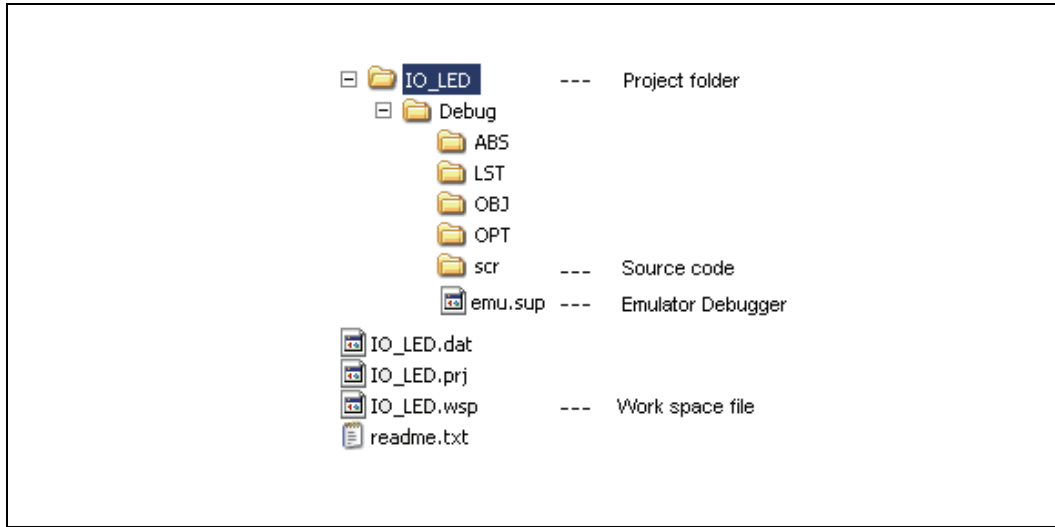 IO_LED --- Project folder
Debug
ABS
LST
OBJ
OPT
scr --- Source code
emu.sup --- Emulator Debugger
IO_LED.dat
IO_LED.prj
IO_LED.wsp --- Work space file
readme.txt